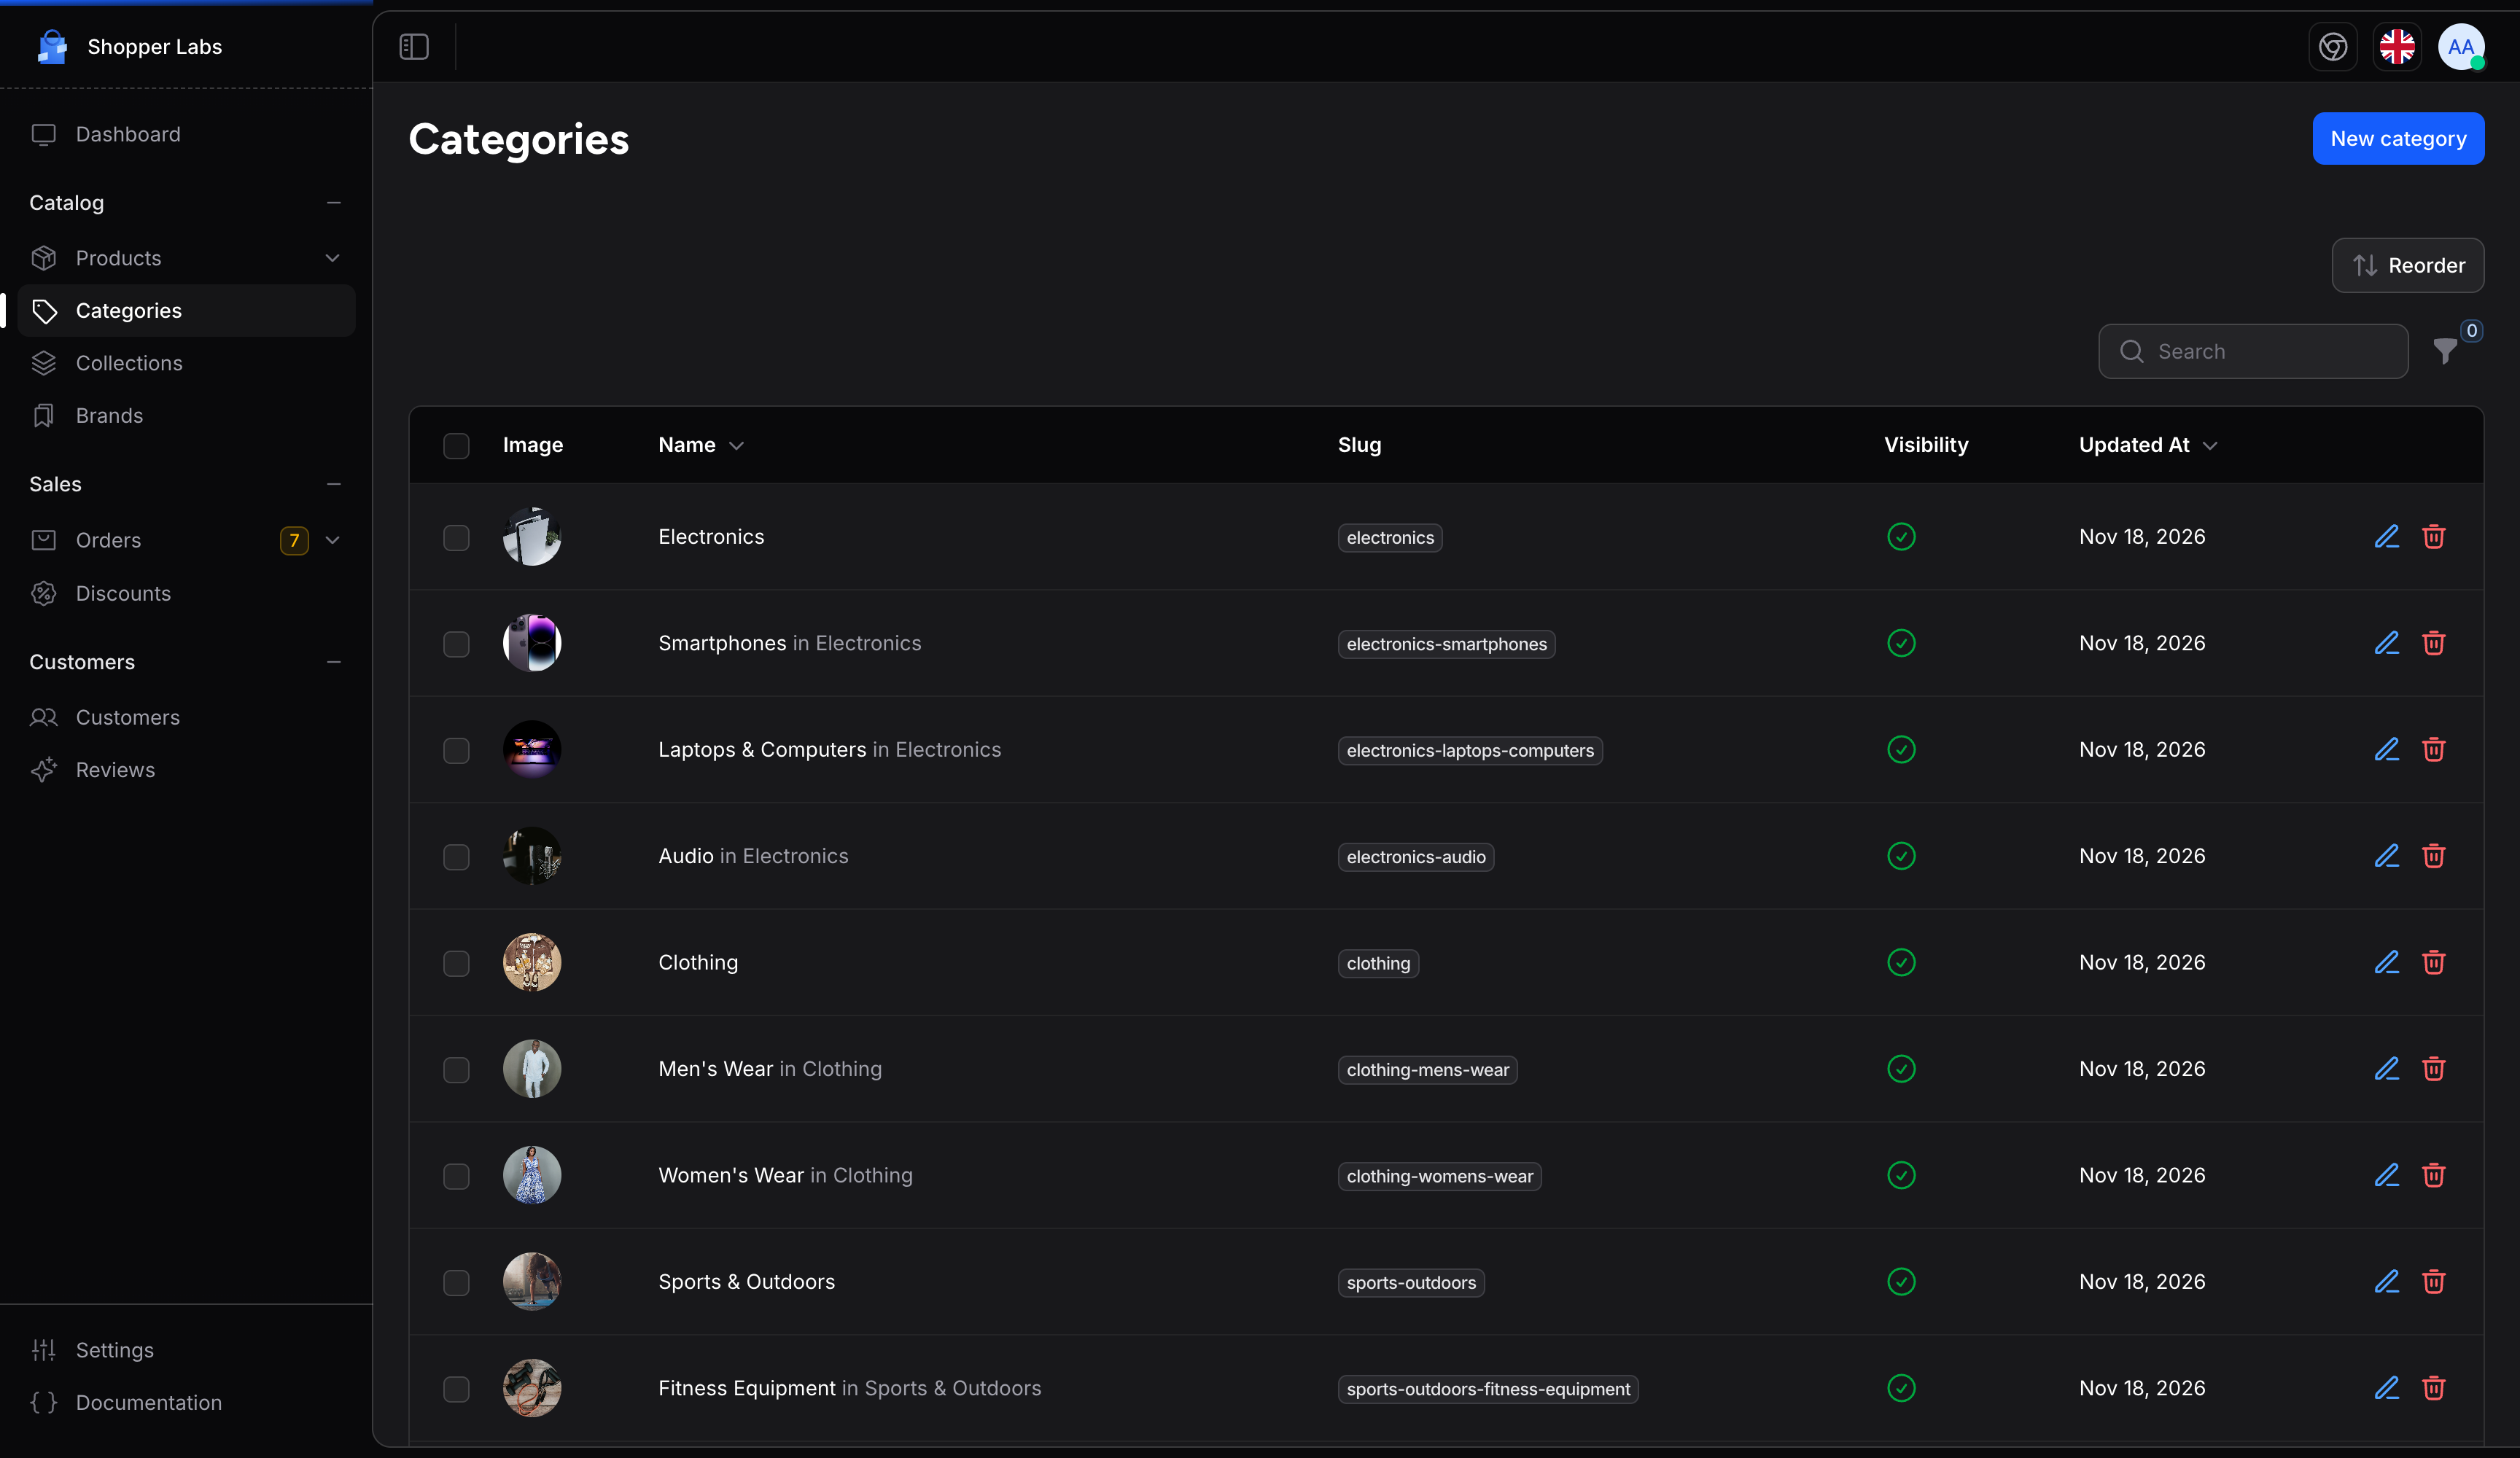 Shopper Labs
AA
Dashboard
Catalog
Products
Categories
Collections
Brands
Sales
Orders 7
Discounts
Customers
Customers
Reviews
Settings
Documentation
Categories
New category
Reorder
Search 0
Image Name Slug Visibility Updated At
Electronics electronics Nov 18, 2026
Smartphones in Electronics electronics-smartphones Nov 18, 2026
Laptops & Computers in Electronics electronics-laptops-computers Nov 18, 2026
Audio in Electronics electronics-audio Nov 18, 2026
Clothing clothing Nov 18, 2026
Men's Wear in Clothing clothing-mens-wear Nov 18, 2026
Women's Wear in Clothing clothing-womens-wear Nov 18, 2026
Sports & Outdoors sports-outdoors Nov 18, 2026
Fitness Equipment in Sports & Outdoors sports-outdoors-fitness-equipment Nov 18, 2026